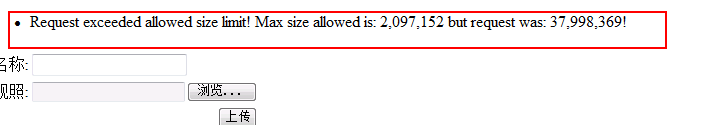 Request exceeded allowed size limit! Max size allowed is: 2,097,152 but request was: 37,998,369!
名称:
照:
浏览...
上传